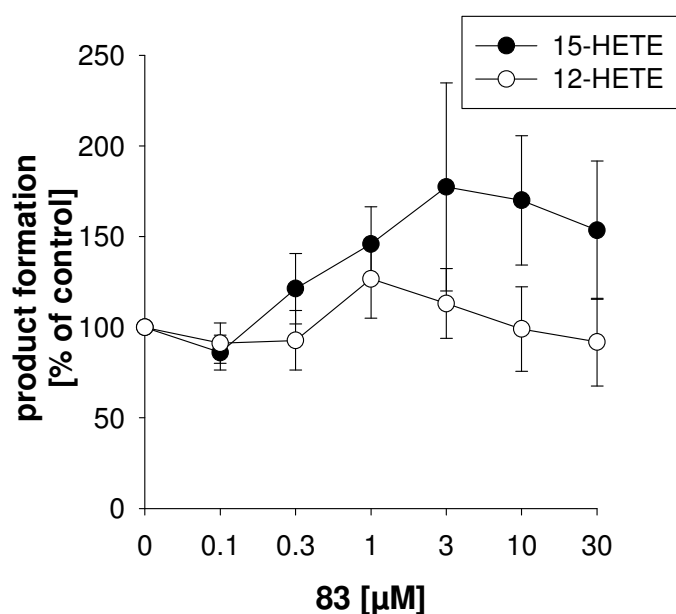 15-HETE
12-HETE
250
200
150
100
50
0
product formation
[% of control]
0 0.1 0.3 1 3 10 30
83 [µM]